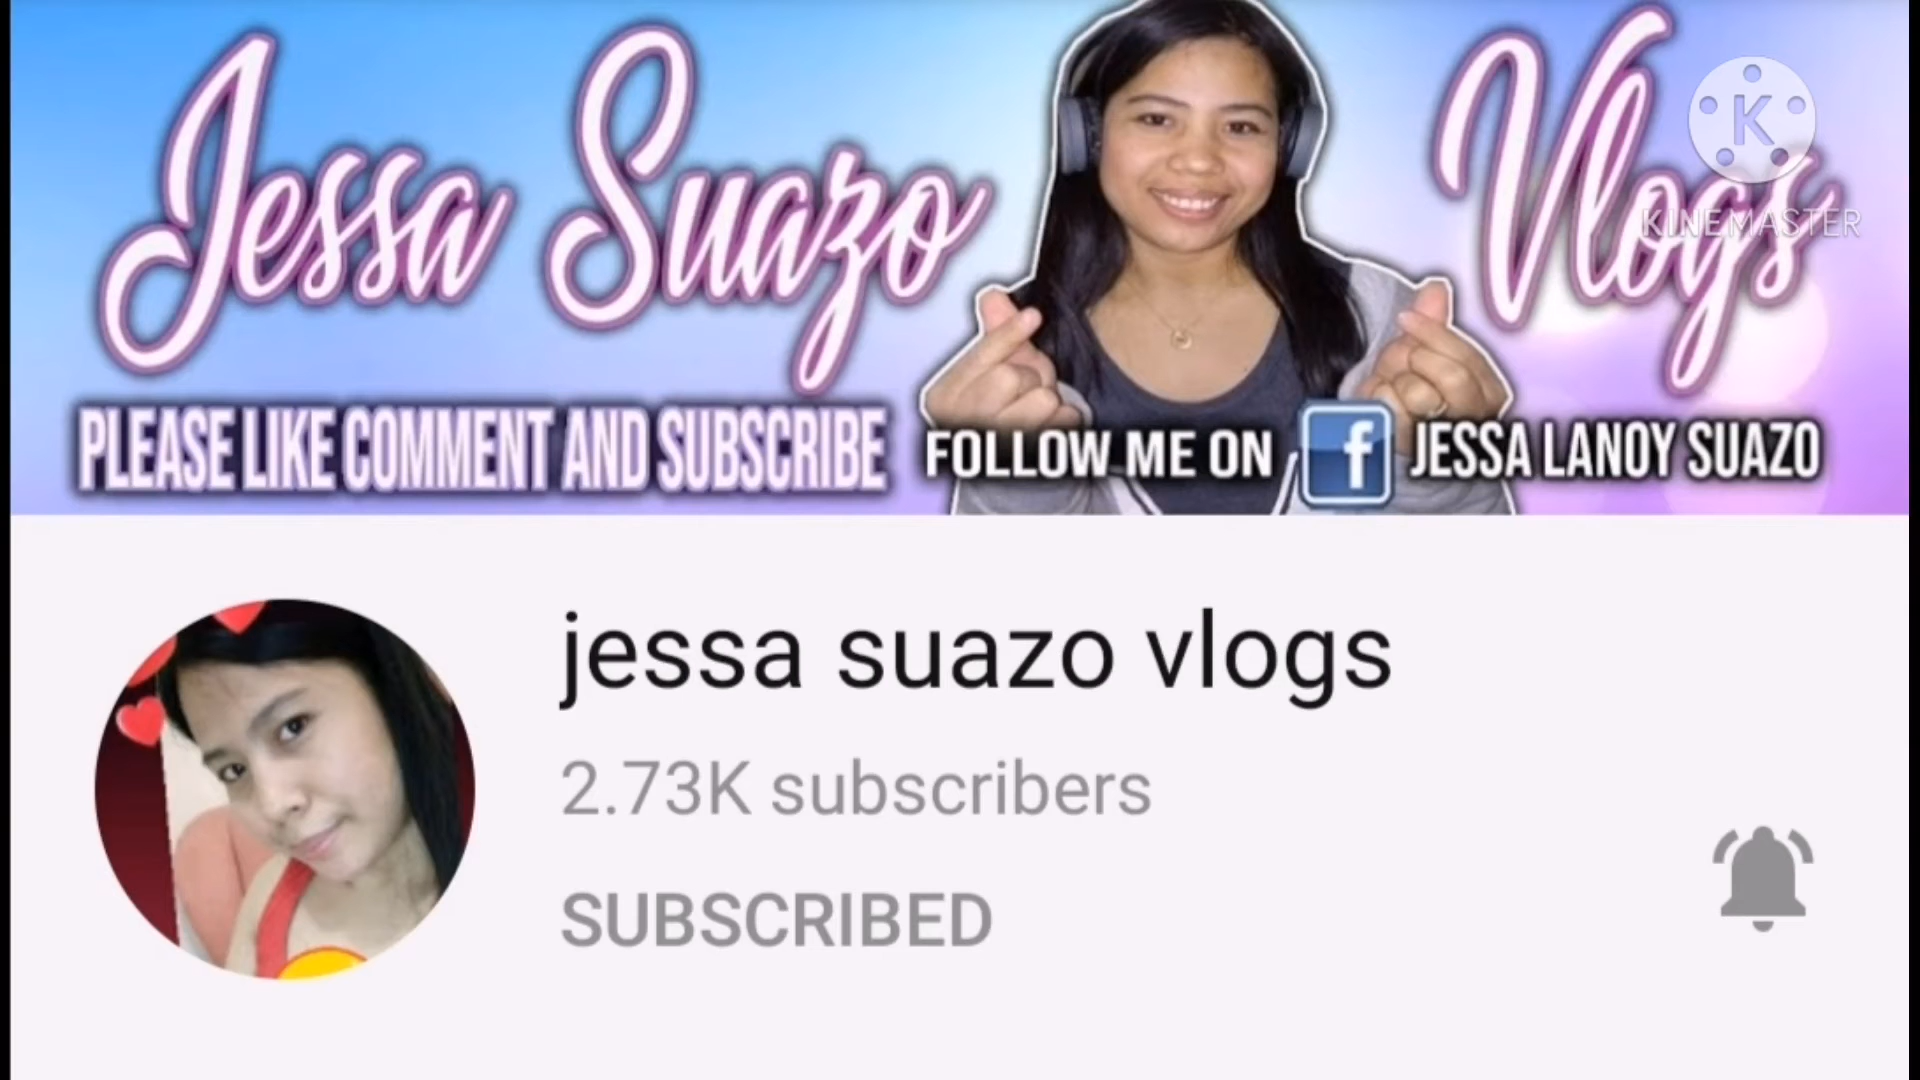 Jessa Suazo Vlogs
K
KINEMASTER
PLEASE LIKE COMMENT AND SUBSCRIBE
FOLLOW ME ON f JESSA LANOY SUAZO
jessa suazo vlogs
2.73K subscribers
SUBSCRIBED